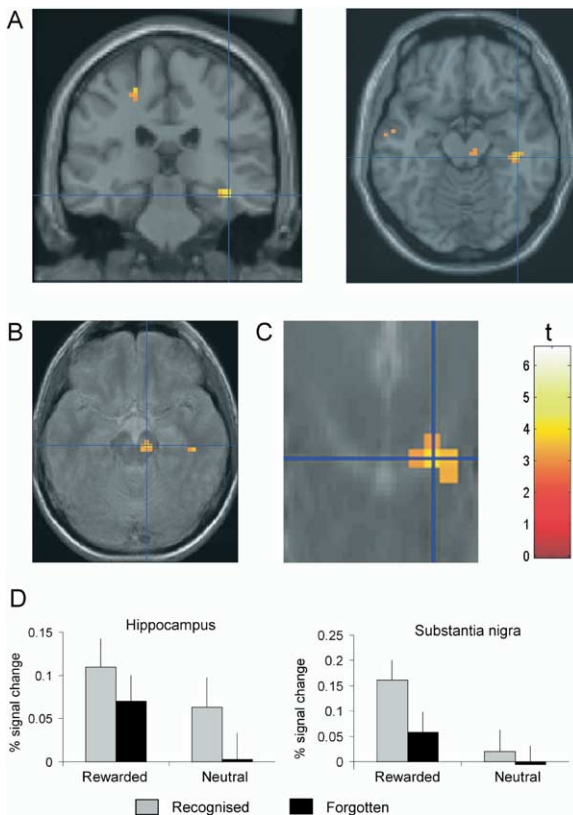 A
B
C
t
6
5
4
3
2
1
0
D
Hippocampus
Substantia nigra
% signal change
0.15
0.1
0.05
0
Rewarded
Neutral
% signal change
0.25
0.2
0.15
0.1
0.05
0
Rewarded
Neutral
Recognised
Forgotten